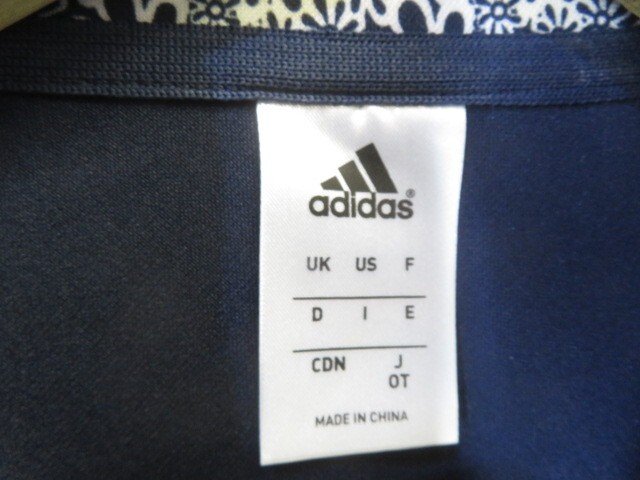 adidas®
UK US F
D I E
CDN J
OT
MADE IN CHINA